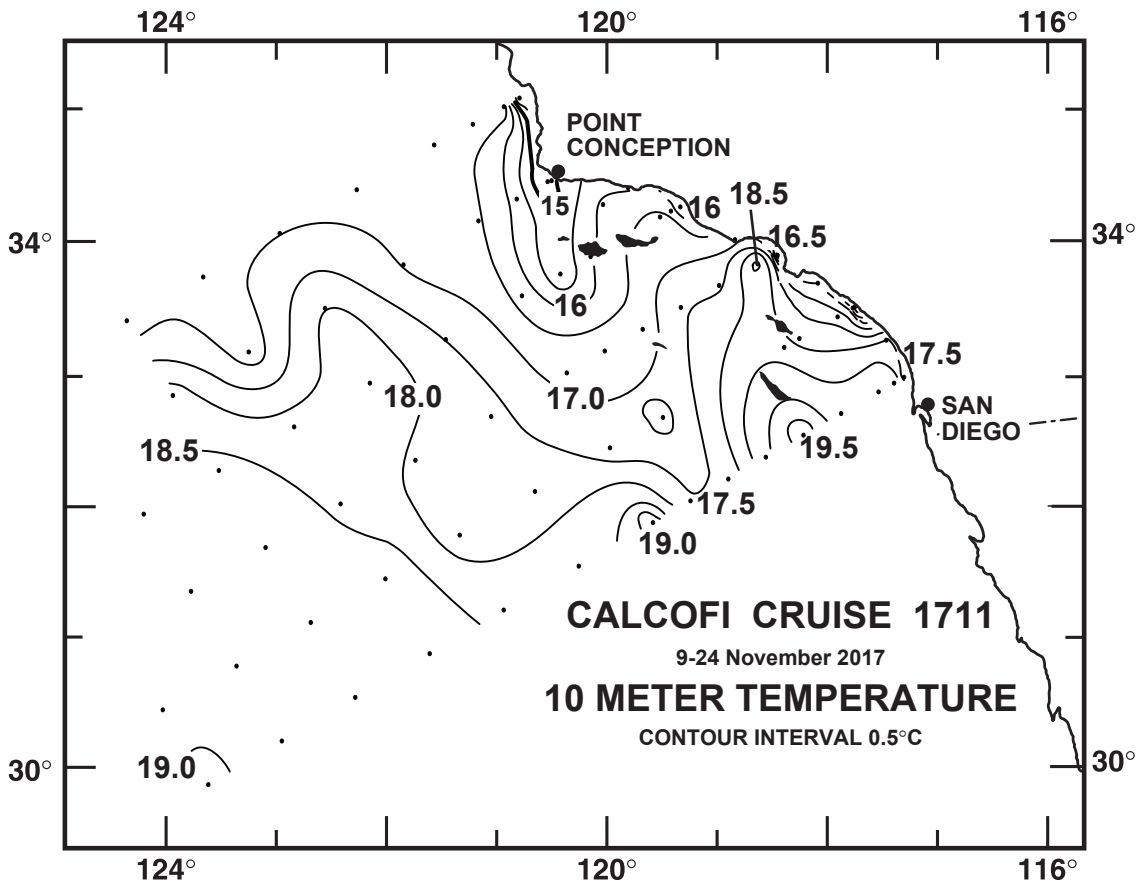 124°
120°
116°
POINT
CONCEPTION
18.5
15
16
34°
16.5
34°
16
17.5
18.0
17.0
SAN
DIEGO
18.5
19.5
17.5
19.0
CALCOFI CRUISE 1711
9-24 November 2017
10 METER TEMPERATURE
CONTOUR INTERVAL 0.5°C
30°
19.0
30°
124°
120°
116°